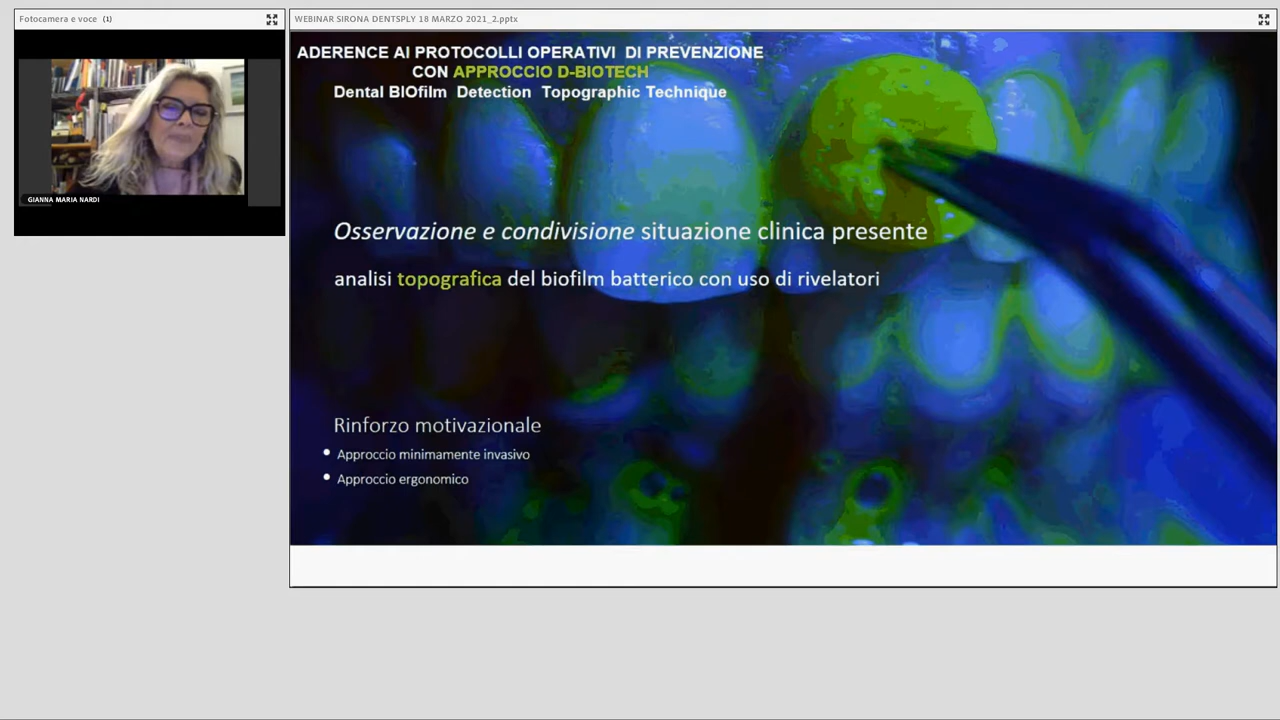 Fotocamera e voce (1)
GIANNA MARIA NARDI
WEBINAR SIRONA DENTSPLY 18 MARZO 2021_2.pptx
ADERENCE AI PROTOCOLLI OPERATIVI DI PREVENZIONE
CON APPROCCIO D-BIOTECH
Dental BIOfilm Detection Topographic Technique
Osservazione e condivisione situazione clinica presente
analisi topografica del biofilm batterico con uso di rivelatori
Rinforzo motivazionale
• Approccio minimamente invasivo
• Approccio ergonomico